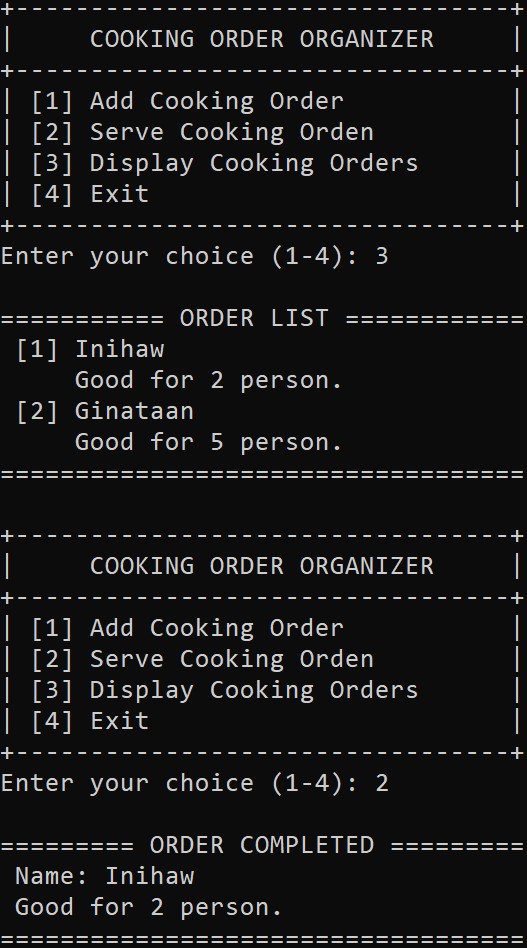 +---------------------------------+
|     COOKING ORDER ORGANIZER     |
+---------------------------------+
| [1] Add Cooking Order           |
| [2] Serve Cooking Orden         |
| [3] Display Cooking Orders      |
| [4] Exit                        |
+---------------------------------+
Enter your choice (1-4): 3
=========== ORDER LIST ============
 [1] Inihaw
     Good for 2 person.
 [2] Ginataan
     Good for 5 person.
===================================
+---------------------------------+
|     COOKING ORDER ORGANIZER     |
+---------------------------------+
| [1] Add Cooking Order           |
| [2] Serve Cooking Orden         |
| [3] Display Cooking Orders      |
| [4] Exit                        |
+---------------------------------+
Enter your choice (1-4): 2
========= ORDER COMPLETED =========
 Name: Inihaw
 Good for 2 person.
===================================